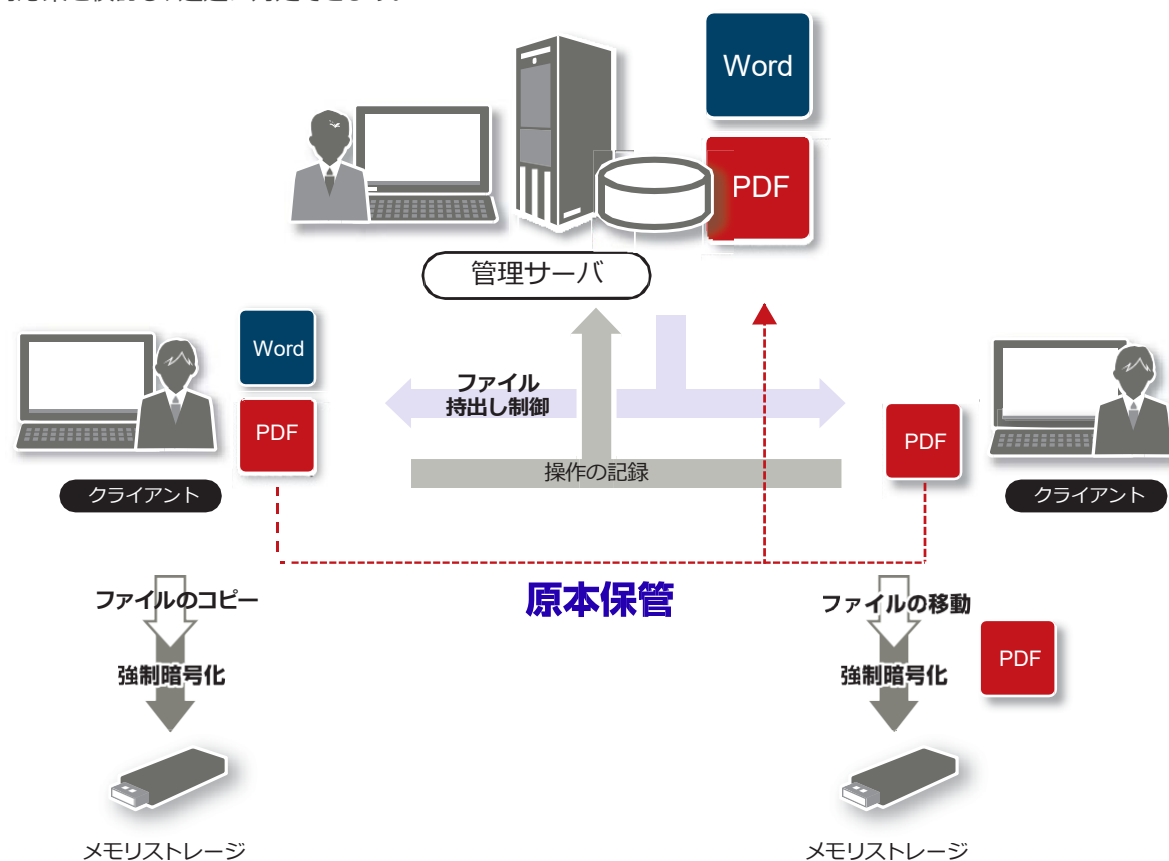 Word
PDF
管理サーバ
Word
PDF
クライアント
ファイル
持出し制御
操作の記録
PDF
クライアント
原本保管
ファイルのコピー
強制暗号化
メモリストレージ
ファイルの移動
強制暗号化
PDF
メモリストレージ